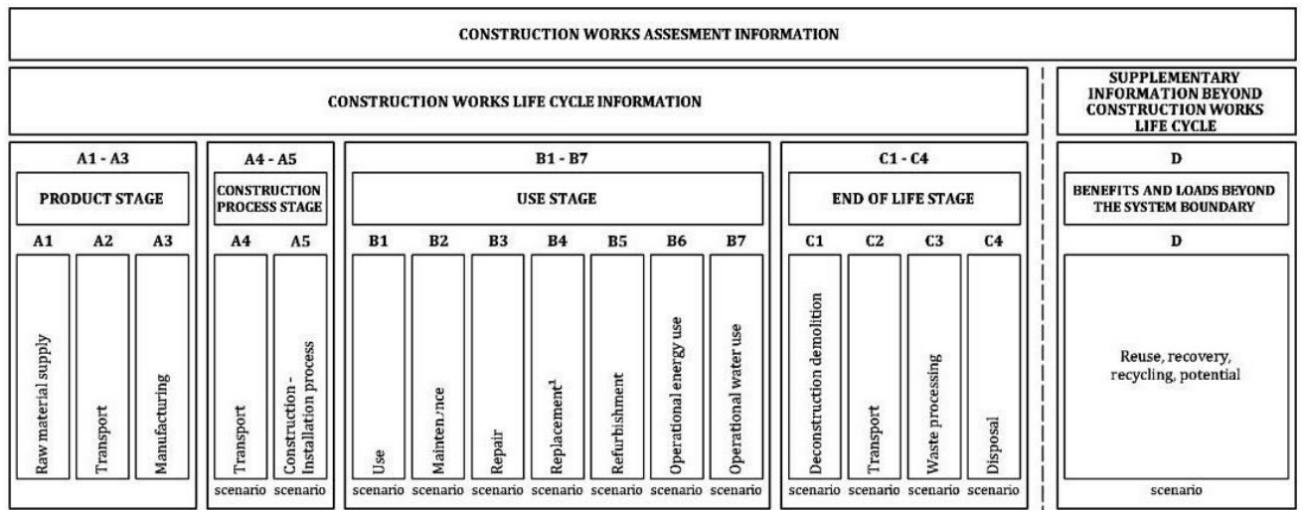 CONSTRUCTION WORKS ASSESMENT INFORMATION
CONSTRUCTION WORKS LIFE CYCLE INFORMATION
SUPPLEMENTARY
INFORMATION BEYOND
CONSTRUCTION WORKS
LIFE CYCLE
A1 - A3
PRODUCT STAGE
A1 A2 A3
Raw material supply
Transport
Manufacturing
A4 - A5
CONSTRUCTION
PROCESS STAGE
A4 A5
Transport
Construction -
Installation process
scenario scenario
B1 - B7
USE STAGE
B1 B2 B3 B4 B5 B6 B7
Use
Maintenance
Repair
Replacement¹
Refurbishment
Operational energy use
Operational water use
scenario scenario scenario scenario scenario scenario scenario
C1 - C4
END OF LIFE STAGE
C1 C2 C3 C4
Deconstruction demolition
Transport
Waste processing
Disposal
scenario scenario scenario scenario
D
BENEFITS AND LOADS BEYOND
THE SYSTEM BOUNDARY
D
Reuse, recovery,
recycling, potential
scenario